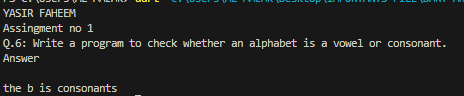 YASIR FAHEEM
Assingment no 1
Q.6: Write a program to check whether an alphabet is a vowel or consonant.
Answer
the b is consonants